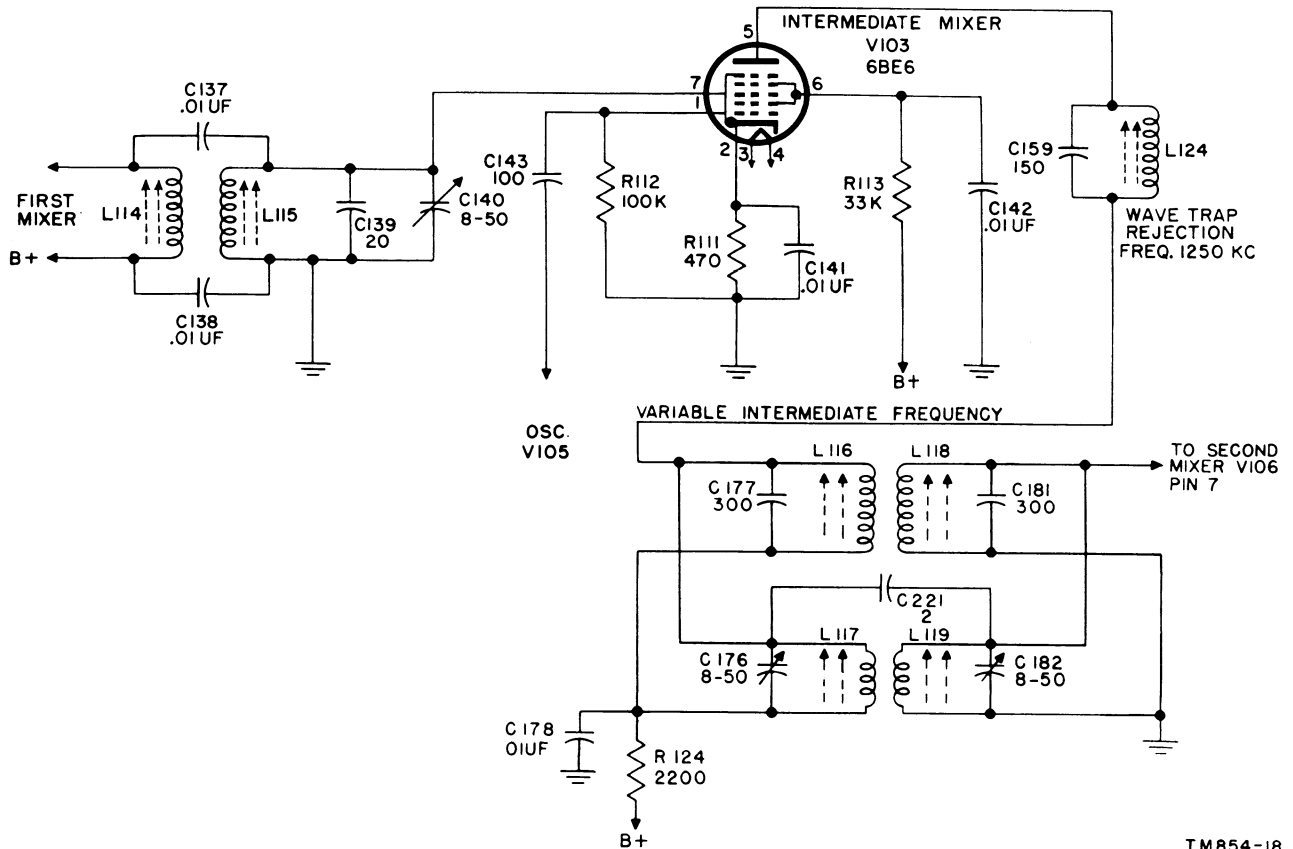 INTERMEDIATE MIXER
V103
6BE6
5
7
1
6
2
3
4
C137
.01UF
FIRST
MIXER
B+
L114
L115
C138
.01UF
C139
20
C140
8-50
C143
100
R112
100K
R111
470
C141
.01UF
R113
33K
C142
.01UF
B+
C159
150
L124
WAVE TRAP
REJECTION
FREQ. 1250 KC
OSC.
V105
VARIABLE INTERMEDIATE FREQUENCY
L116
L118
C177
300
C181
300
TO SECOND
MIXER V106
PIN 7
C221
2
L117
L119
C176
8-50
C182
8-50
C178
01UF
R124
2200
B+
TM854-18